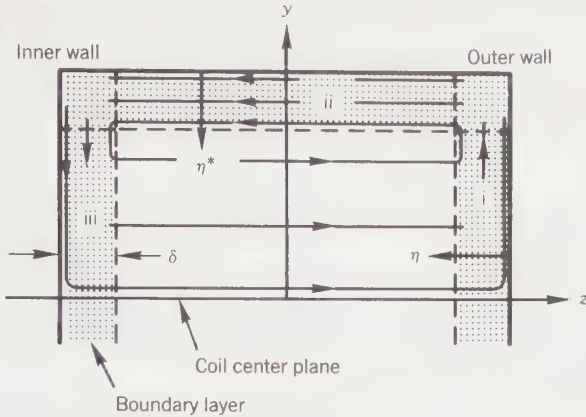 y
Inner wall
Outer wall
ii
η*
iii
i
δ
η
z
Coil center plane
Boundary layer